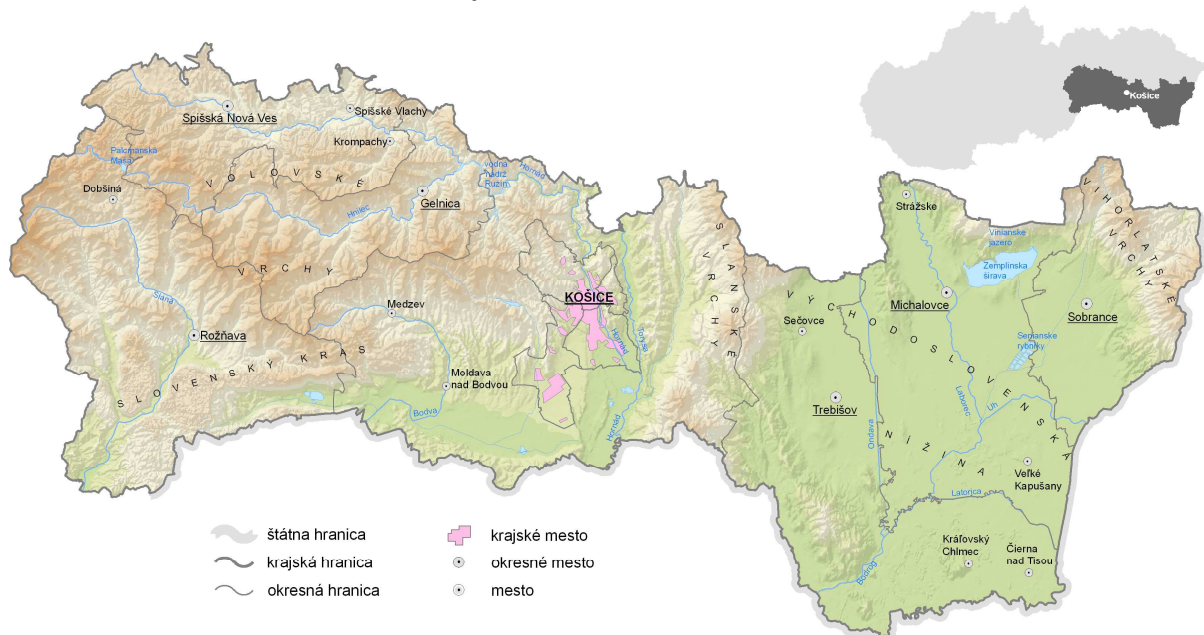 Košice
Spišská Nová Ves
Spišské Vlachy
Krompachy
Palcmanská
Maša
VOLOVSKÉ
vodná
nádrž
Ružín
Hornád
Dobšiná
Hnilec
Gelnica
VRCHY
Slaná
Rožňava
SLOVENSKÝ KRAS
Medzev
Moldava
nad Bodvou
Bodva
KOŠICE
Hornád
Torysa
Hornád
SLANSKÉ
VRCHY
Strážske
Vinianske
jazero
Zemplínska
šírava
VIHORLATSKÉ
VRCHY
Michalovce
Sobrance
Sečovce
VÝCHODOSLOVENSKÁ
NÍŽINA
Senianske
rybníky
Trebišov
Ondava
Laborec
Uh
Veľké
Kapušany
Latorica
Kráľovský
Chlmec
Čierna
nad Tisou
Bodrog
štátna hranica
krajská hranica
okresná hranica
krajské mesto
okresné mesto
mesto